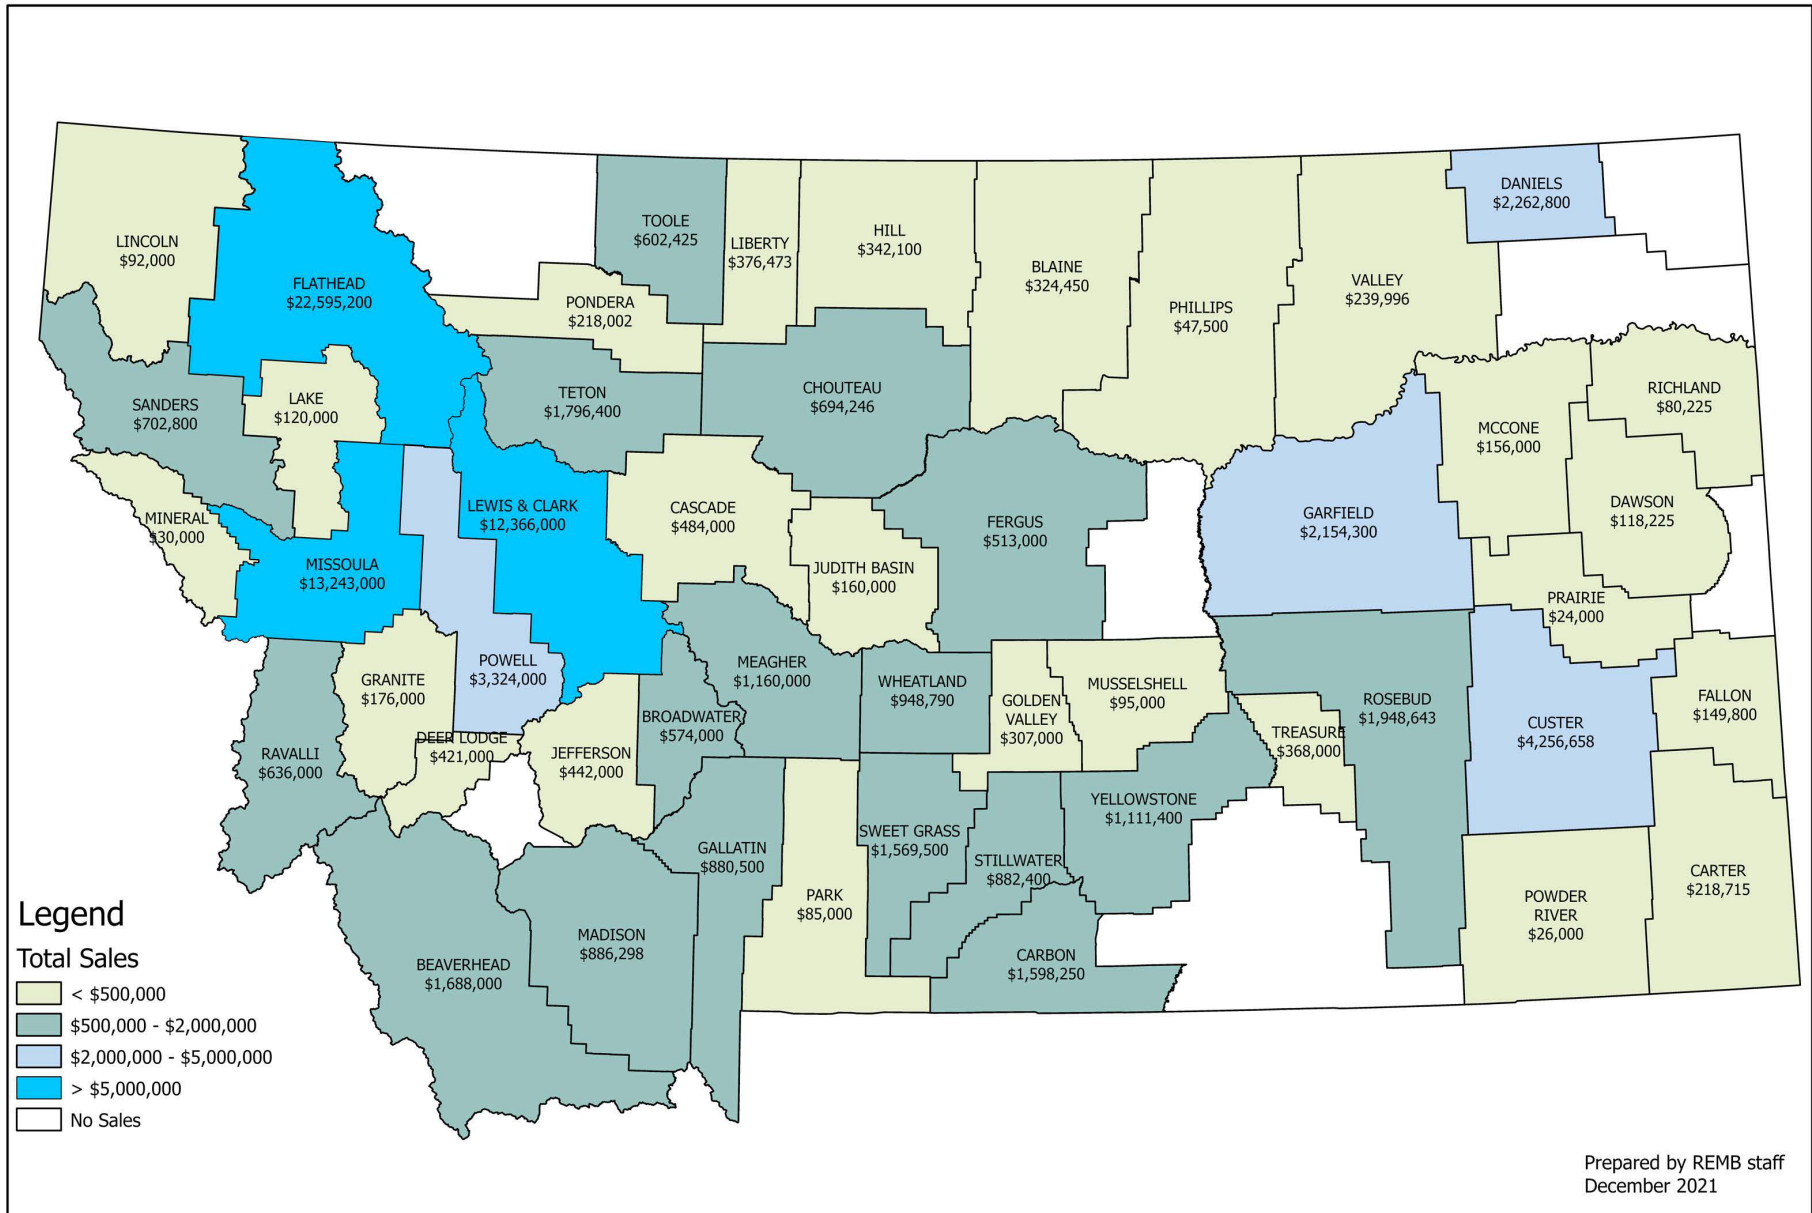 LINCOLN
$92,000
FLATHEAD
$22,595,200
TOOLE
$602,425
LIBERTY
$376,473
HILL
$342,100
BLAINE
$324,450
PHILLIPS
$47,500
VALLEY
$239,996
DANIELS
$2,262,800
PONDERA
$218,002
SANDERS
$702,800
LAKE
$120,000
TETON
$1,796,400
CHOUTEAU
$694,246
RICHLAND
$80,225
MCCONE
$156,000
DAWSON
$118,225
MINERAL
$30,000
MISSOULA
$13,243,000
LEWIS & CLARK
$12,366,000
CASCADE
$484,000
JUDITH BASIN
$160,000
FERGUS
$513,000
GARFIELD
$2,154,300
PRAIRIE
$24,000
GRANITE
$176,000
POWELL
$3,324,000
MEAGHER
$1,160,000
WHEATLAND
$948,790
GOLDEN
VALLEY
$307,000
MUSSELSHELL
$95,000
ROSEBUD
$1,948,643
CUSTER
$4,256,658
FALLON
$149,800
RAVALLI
$636,000
DEER LODGE
$421,000
JEFFERSON
$442,000
BROADWATER
$574,000
TREASURE
$368,000
YELLOWSTONE
$1,111,400
GALLATIN
$880,500
SWEET GRASS
$1,569,500
STILLWATER
$882,400
PARK
$85,000
CARTER
$218,715
POWDER
RIVER
$26,000
BEAVERHEAD
$1,688,000
MADISON
$886,298
CARBON
$1,598,250
Legend
Total Sales
< $500,000
$500,000 - $2,000,000
$2,000,000 - $5,000,000
> $5,000,000
No Sales
Prepared by REMB staff
December 2021